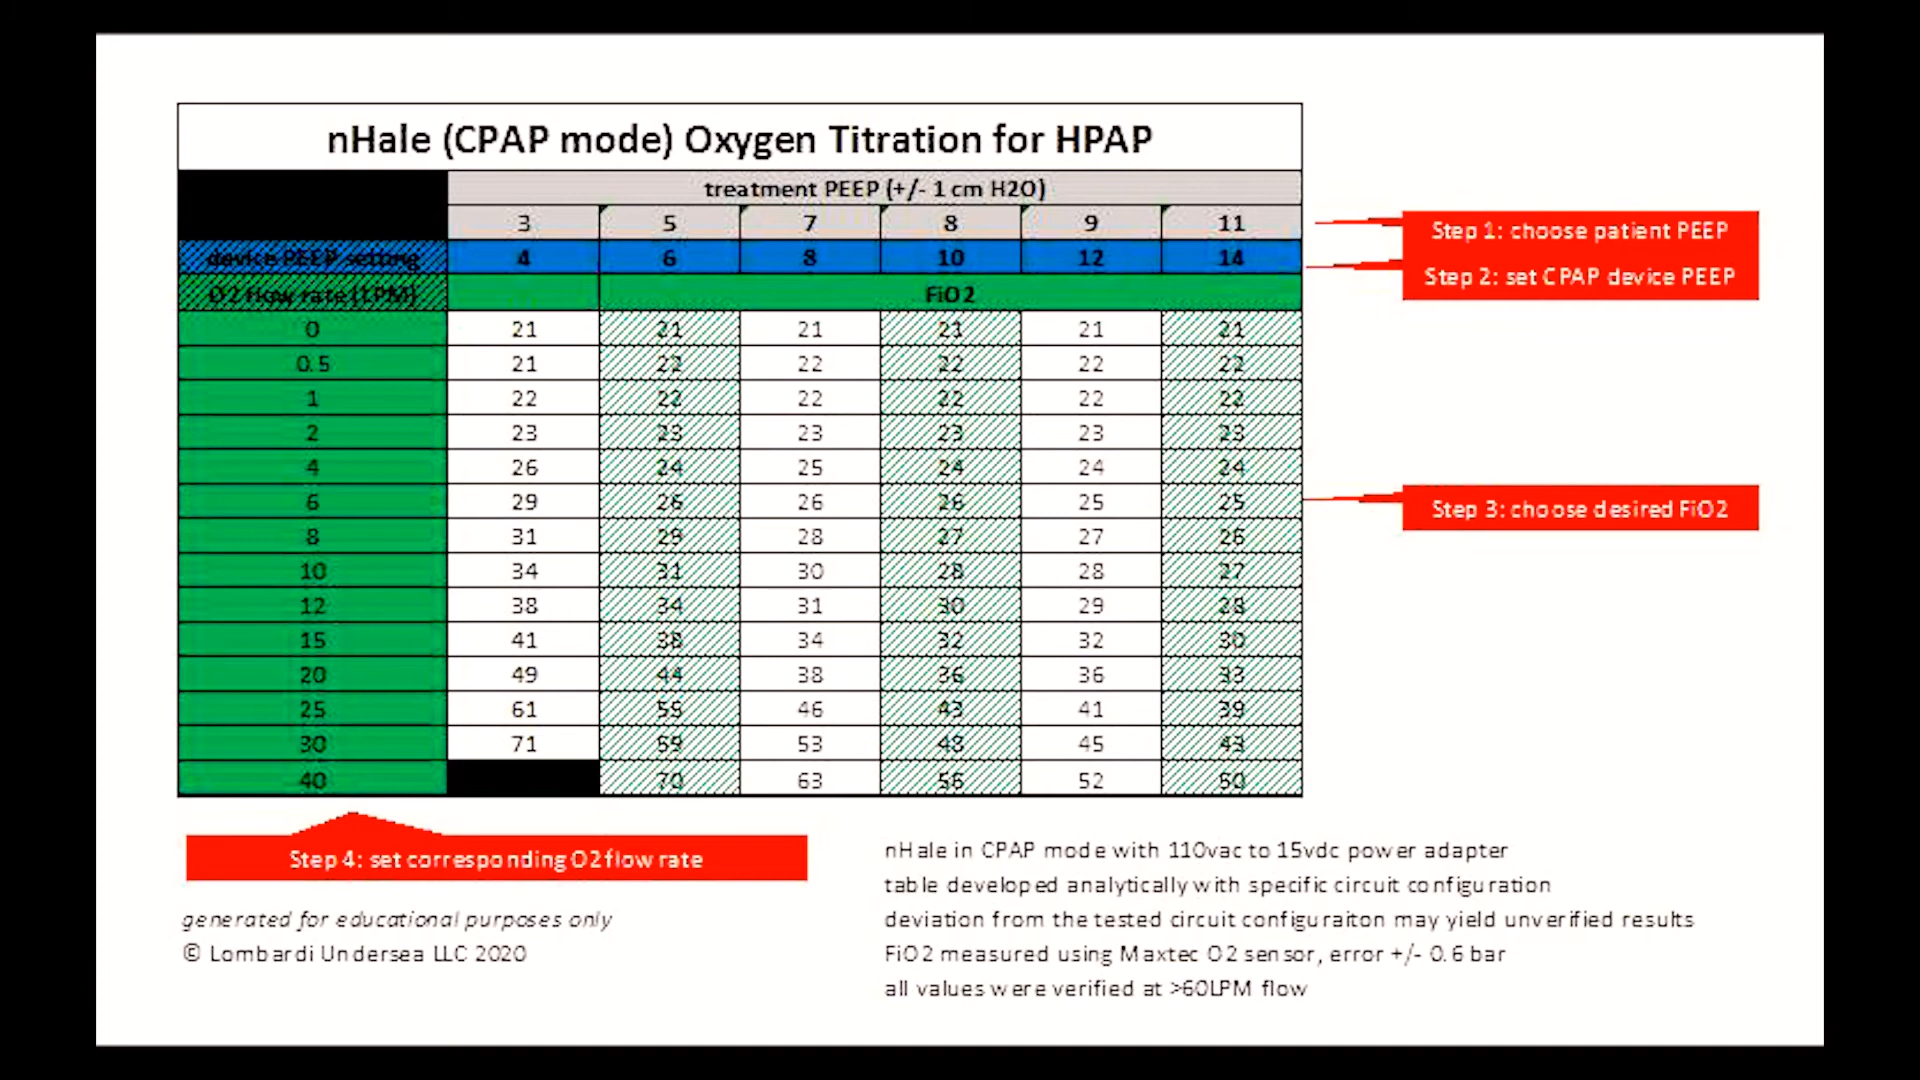 nHale (CPAP mode) Oxygen Titration for HPAP
treatment PEEP (+/- 1 cm H2O)
3 5 7 8 9 11
device PEEP setting 4 6 8 10 12 14
O2 flow rate (LPM) FiO2
0 21 21 21 21 21 21
0.5 21 22 22 22 22 22
1 22 22 22 22 22 22
2 23 23 23 23 23 23
4 26 24 25 24 24 24
6 29 26 26 26 25 25
8 31 29 28 27 27 26
10 34 31 30 28 28 27
12 38 34 31 30 29 28
15 41 38 34 32 32 30
20 49 44 38 36 36 33
25 61 55 46 43 41 39
30 71 59 53 48 45 43
40 70 63 56 52 50
Step 1: choose patient PEEP
Step 2: set CPAP device PEEP
Step 3: choose desired FiO2
Step 4: set corresponding O2 flow rate
generated for educational purposes only
© Lombardi Undersea LLC 2020
nHale in CPAP mode with 110vac to 15vdc power adapter
table developed analytically with specific circuit configuration
deviation from the tested circuit configuraiton may yield unverified results
FiO2 measured using Maxtec O2 sensor, error +/- 0.6 bar
all values were verified at >60LPM flow